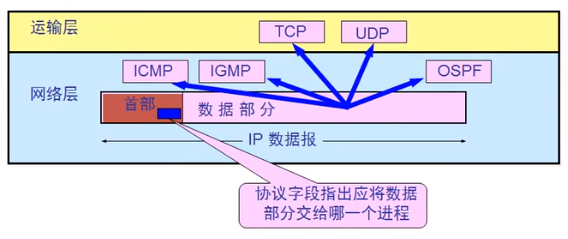 运输层
TCP
UDP
ICMP
IGMP
OSPF
网络层
首部
数 据 部 分
IP 数据报
协议字段指出应将数据
部分交给哪一个进程